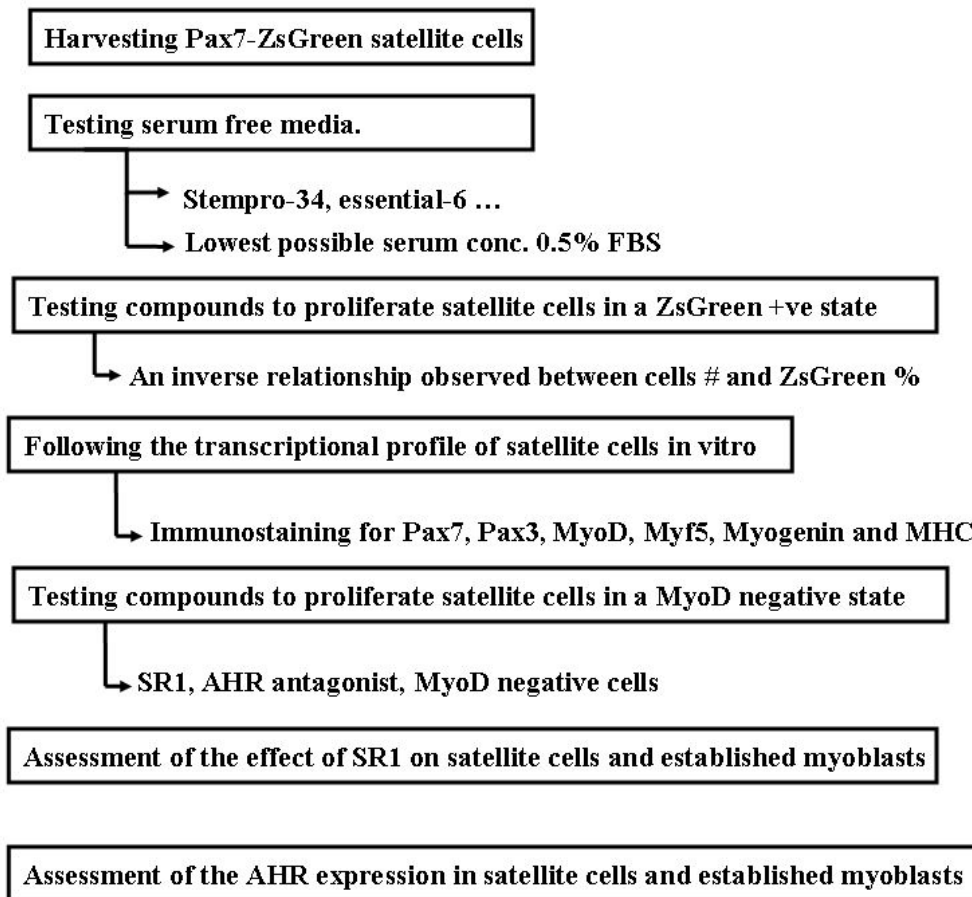 Harvesting Pax7-ZsGreen satellite cells
Testing serum free media.
Stempro-34, essential-6 ...
Lowest possible serum conc. 0.5% FBS
Testing compounds to proliferate satellite cells in a ZsGreen +ve state
An inverse relationship observed between cells # and ZsGreen %
Following the transcriptional profile of satellite cells in vitro
Immunostaining for Pax7, Pax3, MyoD, Myf5, Myogenin and MHC
Testing compounds to proliferate satellite cells in a MyoD negative state
SR1, AHR antagonist, MyoD negative cells
Assessment of the effect of SR1 on satellite cells and established myoblasts
Assessment of the AHR expression in satellite cells and established myoblasts